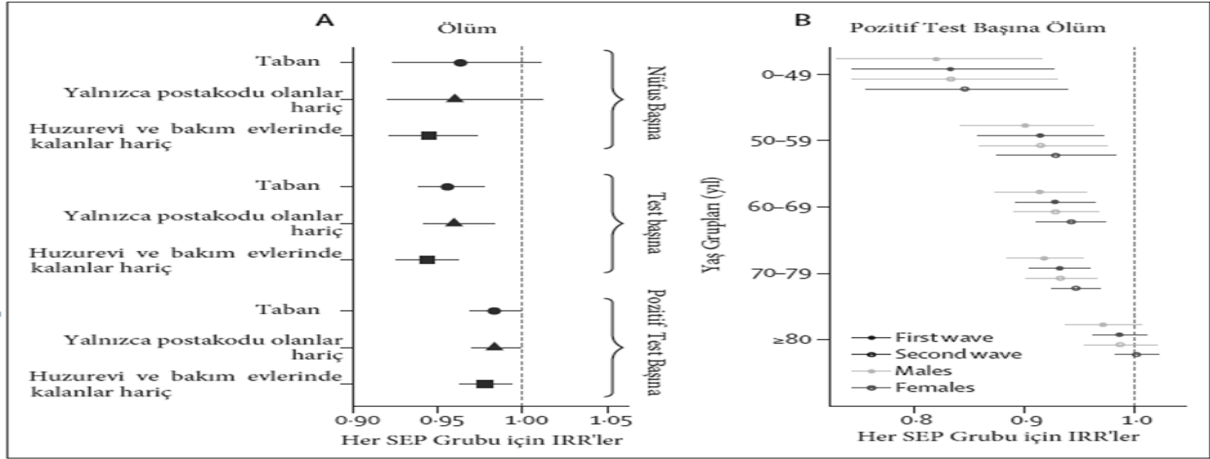 A
Ölüm
Taban
Yalnızca postakodu olanlar
hariç
Huzurevi ve bakım evlerinde
kalanlar hariç
Nüfus Başına
Taban
Yalnızca postakodu olanlar
hariç
Huzurevi ve bakım evlerinde
kalanlar hariç
Test başına
Taban
Yalnızca postakodu olanlar
hariç
Huzurevi ve bakım evlerinde
kalanlar hariç
Pozitif Test Başına
0·90 0·95 1·00 1·05
Her SEP Grubu için IRR'ler
B
Pozitif Test Başına Ölüm
Yaş Grupları (yıl)
0–49
50–59
60–69
70–79
≥80
First wave
Second wave
Males
Females
0·8 0·9 1·0
Her SEP Grubu için IRR'ler